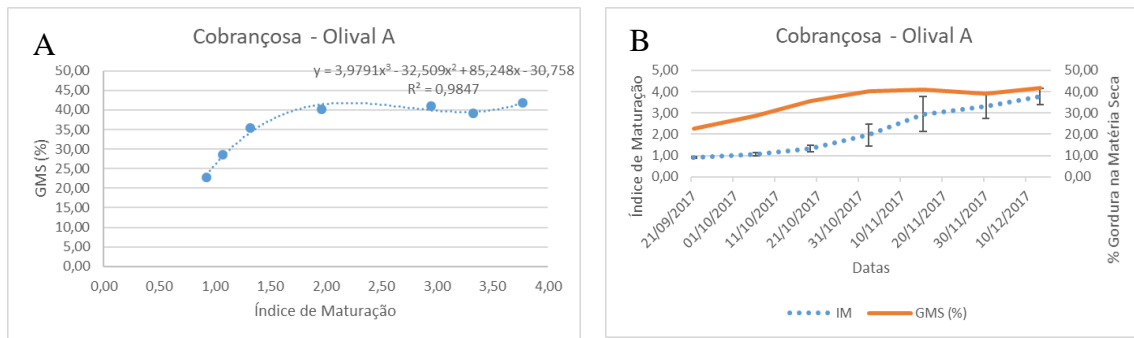 A
Cobrançosa - Olival A
y = 3,9791x³ - 32,509x² + 85,248x - 30,758
R² = 0,9847
GMS (%)
50,00
45,00
40,00
35,00
30,00
25,00
20,00
15,00
10,00
5,00
0,00
0,00 0,50 1,00 1,50 2,00 2,50 3,00 3,50 4,00
Índice de Maturação
B
Cobrançosa - Olival A
Índice de Maturação
5,00
4,00
3,00
2,00
1,00
0,00
50,00
40,00
30,00
20,00
10,00
0,00
% Gordura na Matéria Seca
21/09/2017 01/10/2017 11/10/2017 21/10/2017 31/10/2017 10/11/2017 20/11/2017 30/11/2017 10/12/2017
Datas
IM GMS (%)